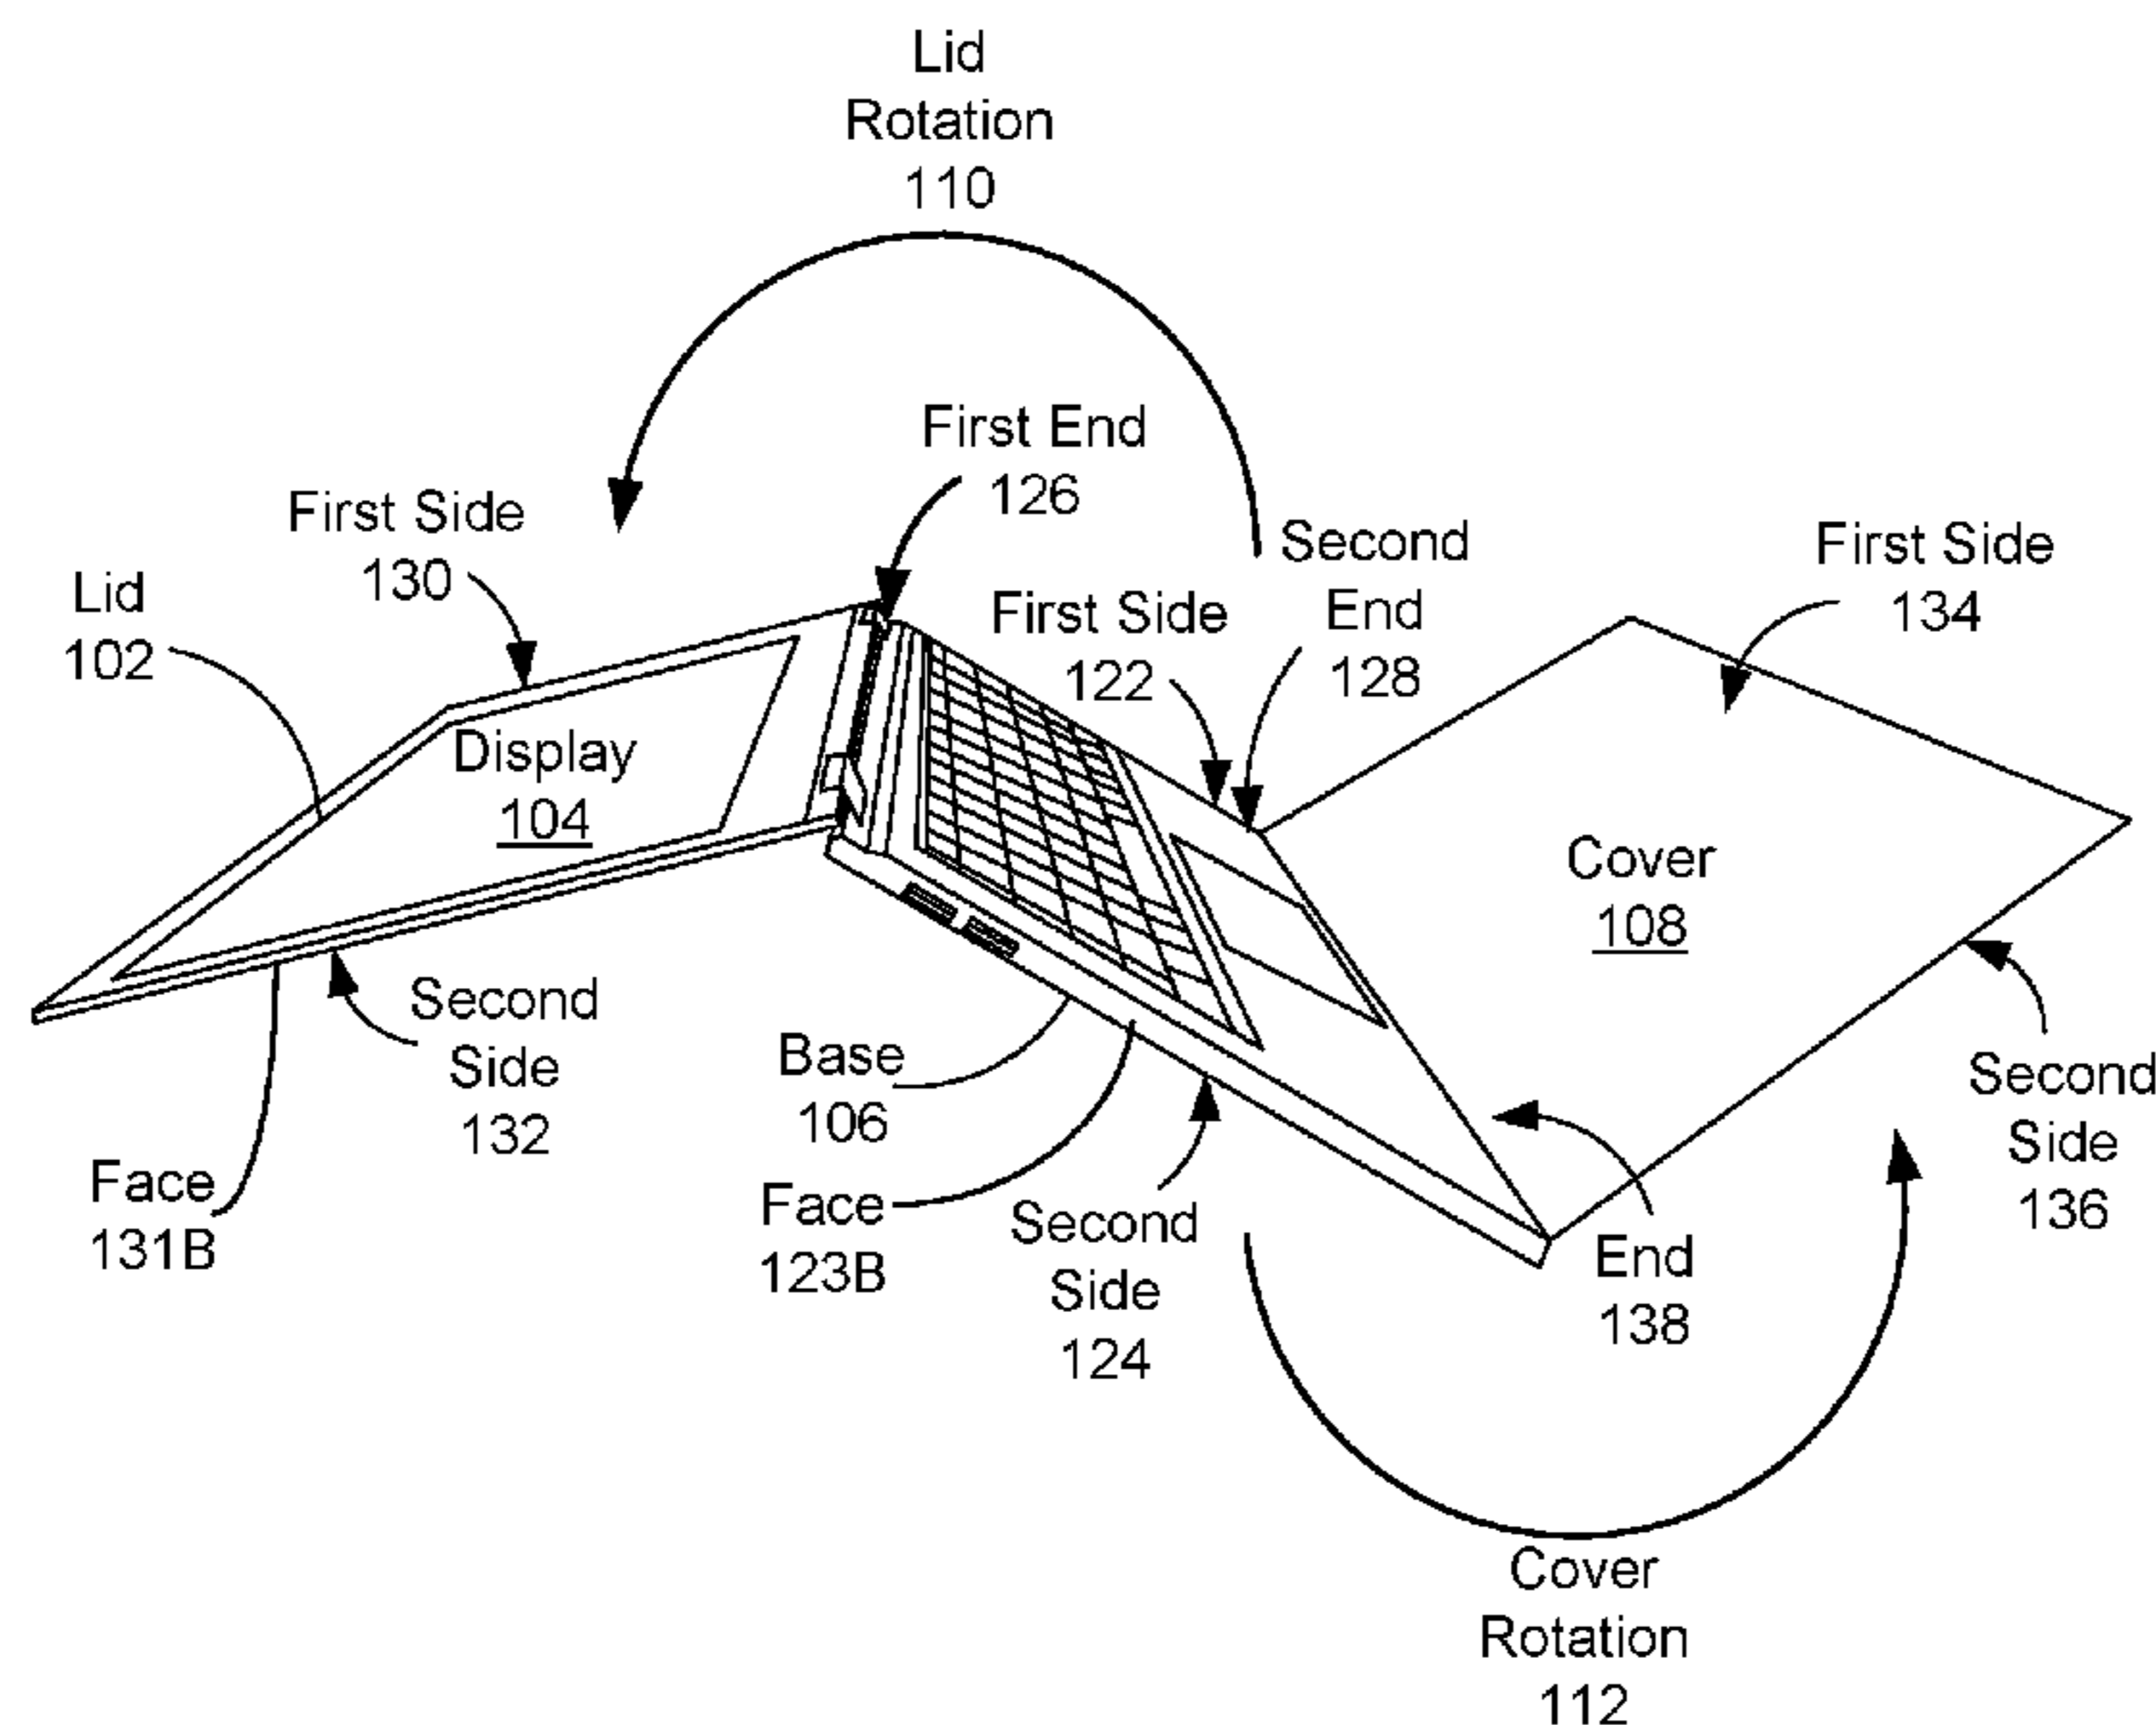 Lid
Rotation
110
First End
126
First Side
130
Lid
102
Second
End
128
First Side
122
First Side
134
Display
104
Cover
108
Second
Side
132
Base
106
Face
131B
Face
123B
Second
Side
124
End
138
Second
Side
136
Cover
Rotation
112